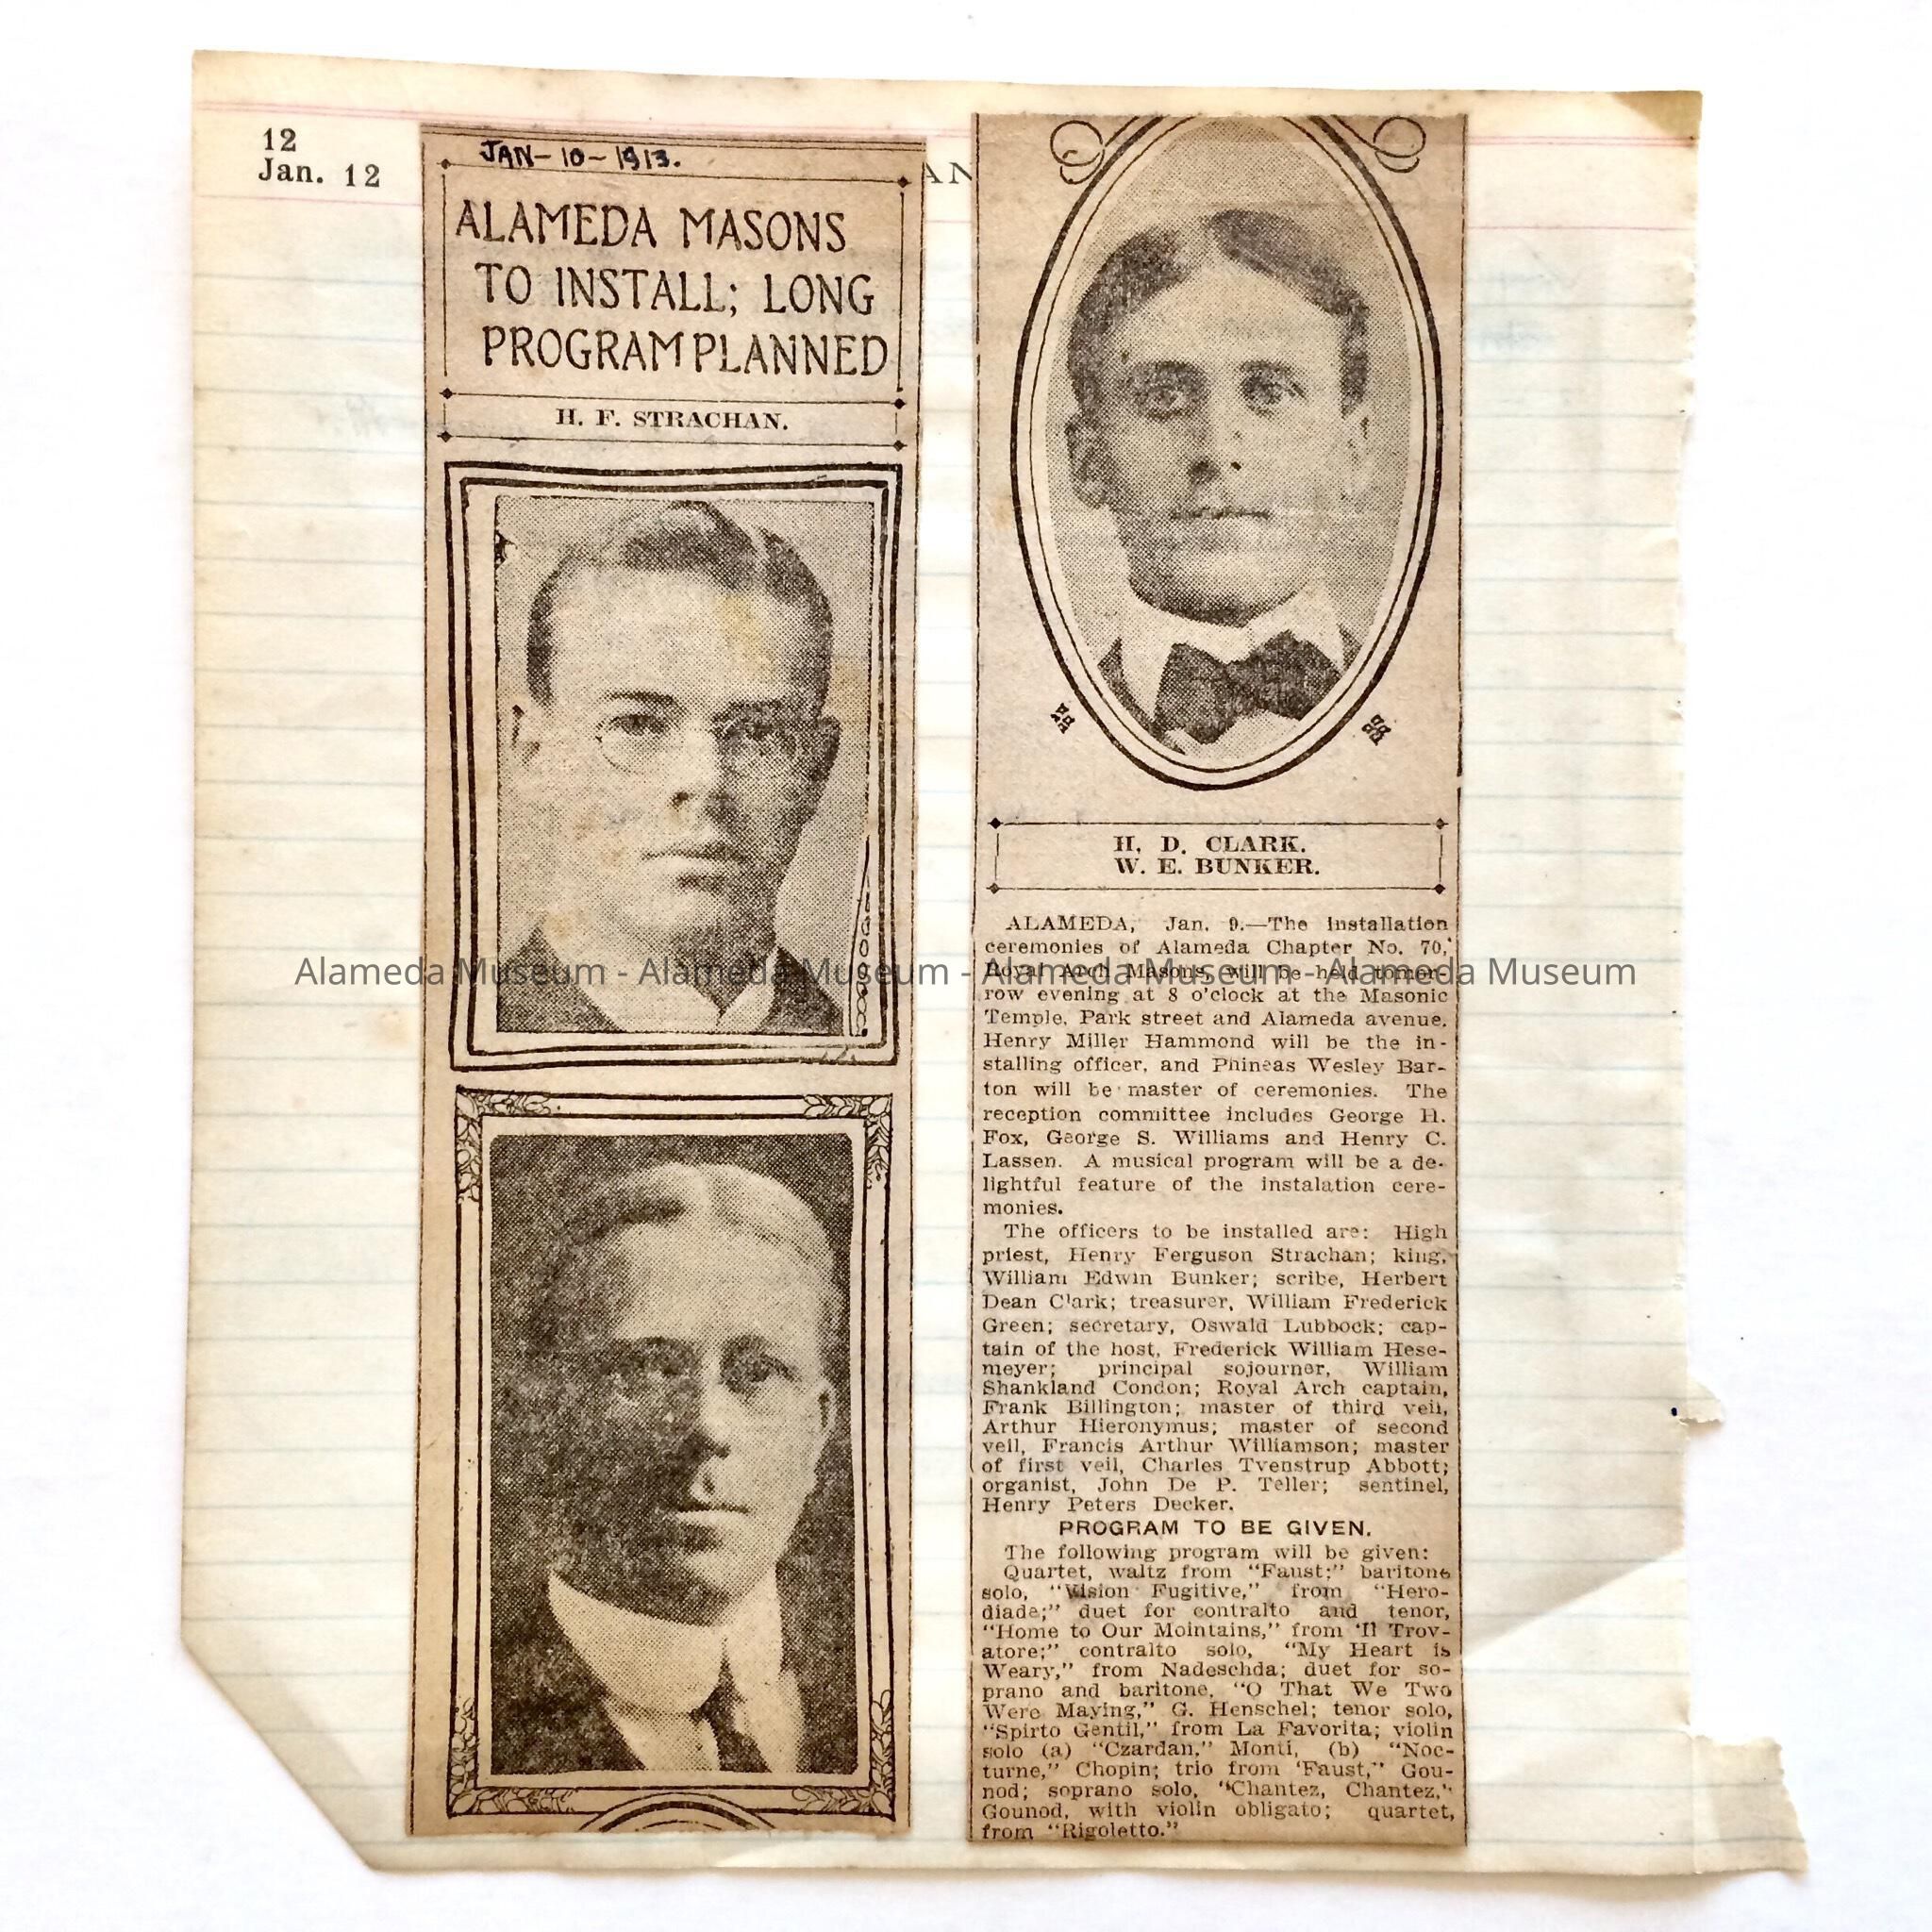 12
Jan. 12
AN
JAN-10-1913.
ALAMEDA MASONS
TO INSTALL; LONG
PROGRAM PLANNED
H. F. STRACHAN.
H. D. CLARK.
W. E. BUNKER.
ALAMEDA, Jan. 9.—The installation
ceremonies of Alameda Chapter No. 70,
Royal Arch Masons, will be held tomor-
row evening at 8 o'clock at the Masonic
Temple, Park street and Alameda avenue.
Henry Miller Hammond will be the in-
stalling officer, and Phineas Wesley Bar-
ton will be master of ceremonies. The
reception committee includes George H.
Fox, George S. Williams and Henry C.
Lassen. A musical program will be a de-
lightful feature of the instalation cere-
monies.
The officers to be installed are: High
priest, Henry Ferguson Strachan; king,
William Edwin Bunker; scribe, Herbert
Dean Clark; treasurer, William Frederick
Green; secretary, Oswald Lubbock; cap-
tain of the host, Frederick William Hese-
meyer; principal sojourner, William
Shankland Condon; Royal Arch captain,
Frank Billington; master of third veil,
Arthur Hieronymus; master of second
veil, Francis Arthur Williamson; master
of first veil, Charles Tvenstrup Abbott;
organist, John De P. Teller; sentinel,
Henry Peters Decker.
PROGRAM TO BE GIVEN.
The following program will be given:
Quartet, waltz from "Faust;" baritone
solo, "Vision Fugitive," from "Hero-
diade;" duet for contralto and tenor,
"Home to Our Mointains," from 'Il Trov-
atore;" contralto solo, "My Heart is
Weary," from Nadeschda; duet for so-
prano and baritone, "O That We Two
Were Maying," G. Henschel; tenor solo,
"Spirto Gentil," from La Favorita; violin
solo (a) "Czardan," Monti, (b) "Noc-
turne," Chopin; trio from 'Faust," Gou-
nod; soprano solo, "Chantez, Chantez,"
Gounod, with violin obligato; quartet,
from "Rigoletto."
Alameda Museum - Alameda Museum - Alameda Museum - Alameda Museum